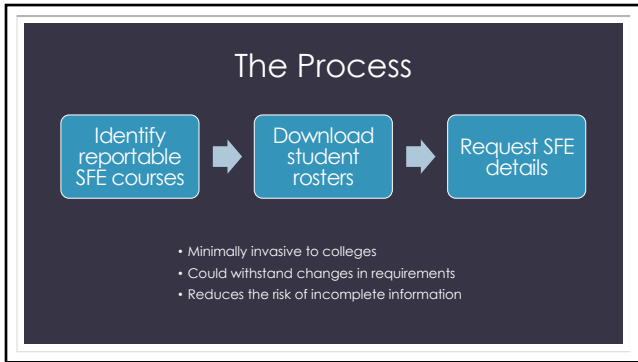 The Process
Identify
reportable
SFE courses
Download
student
rosters
Request SFE
details
• Minimally invasive to colleges
• Could withstand changes in requirements
• Reduces the risk of incomplete information